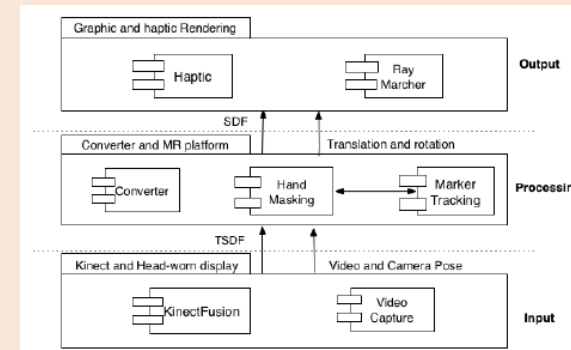 Graphic and haptic Rendering
Haptic
Ray
Marcher
Output
SDF
Converter and MR platform
Translation and rotation
Converter
Hand
Masking
Marker
Tracking
Processin
TSDF
Kinect and Head-worn display
Video and Camera Pose
KinectFusion
Video
Capture
Input